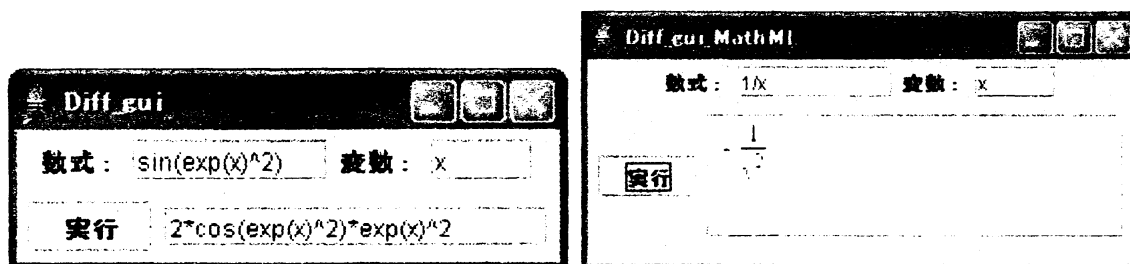 Diff_gui
数式: sin(exp(x)^2) 変数: x
実行 2*cos(exp(x)^2)*exp(x)^2
Diff_gui_MathML
数式: 1/x 変数: x
- 1
x^2
実行